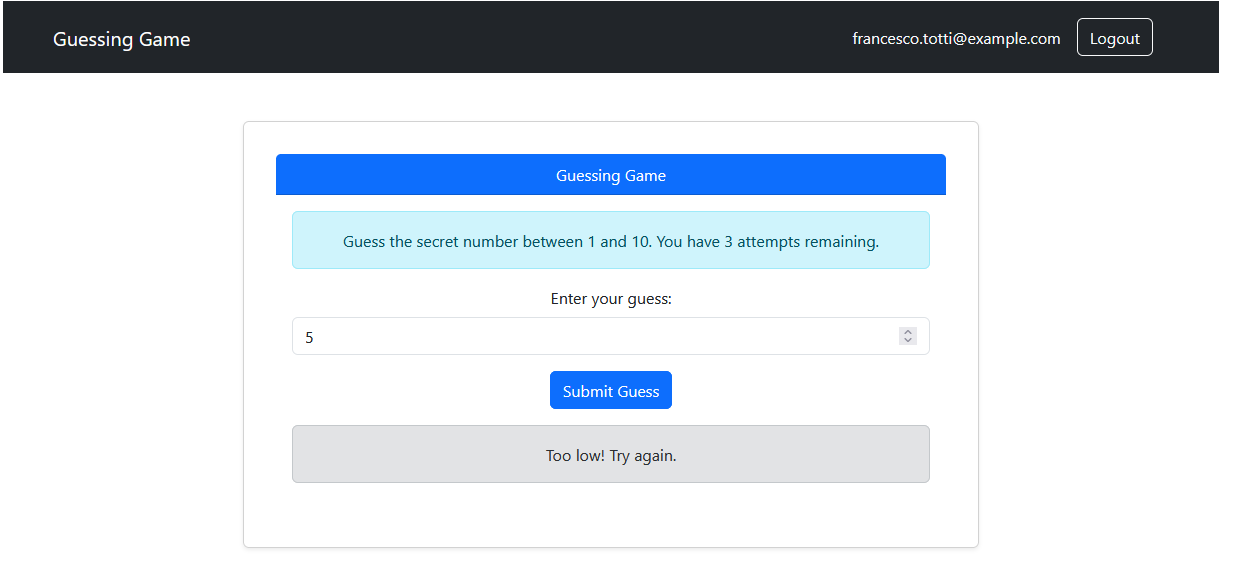 Guessing Game
francesco.totti@example.com
Logout
Guessing Game
Guess the secret number between 1 and 10. You have 3 attempts remaining.
Enter your guess:
5
Submit Guess
Too low! Try again.